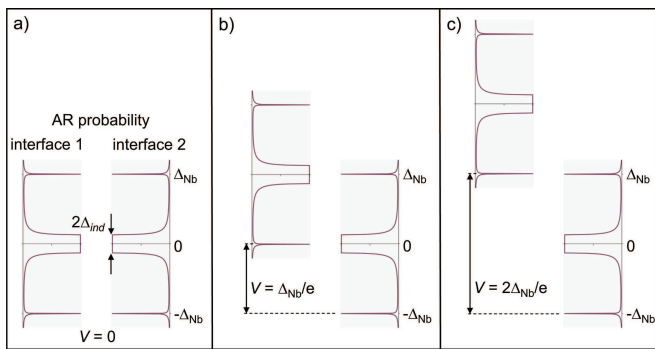 a)
AR probability
interface 1 interface 2
Δ_Nb
2Δ_ind
0
-Δ_Nb
V = 0
b)
Δ_Nb
0
V = Δ_Nb/e
-Δ_Nb
c)
Δ_Nb
0
V = 2Δ_Nb/e
-Δ_Nb